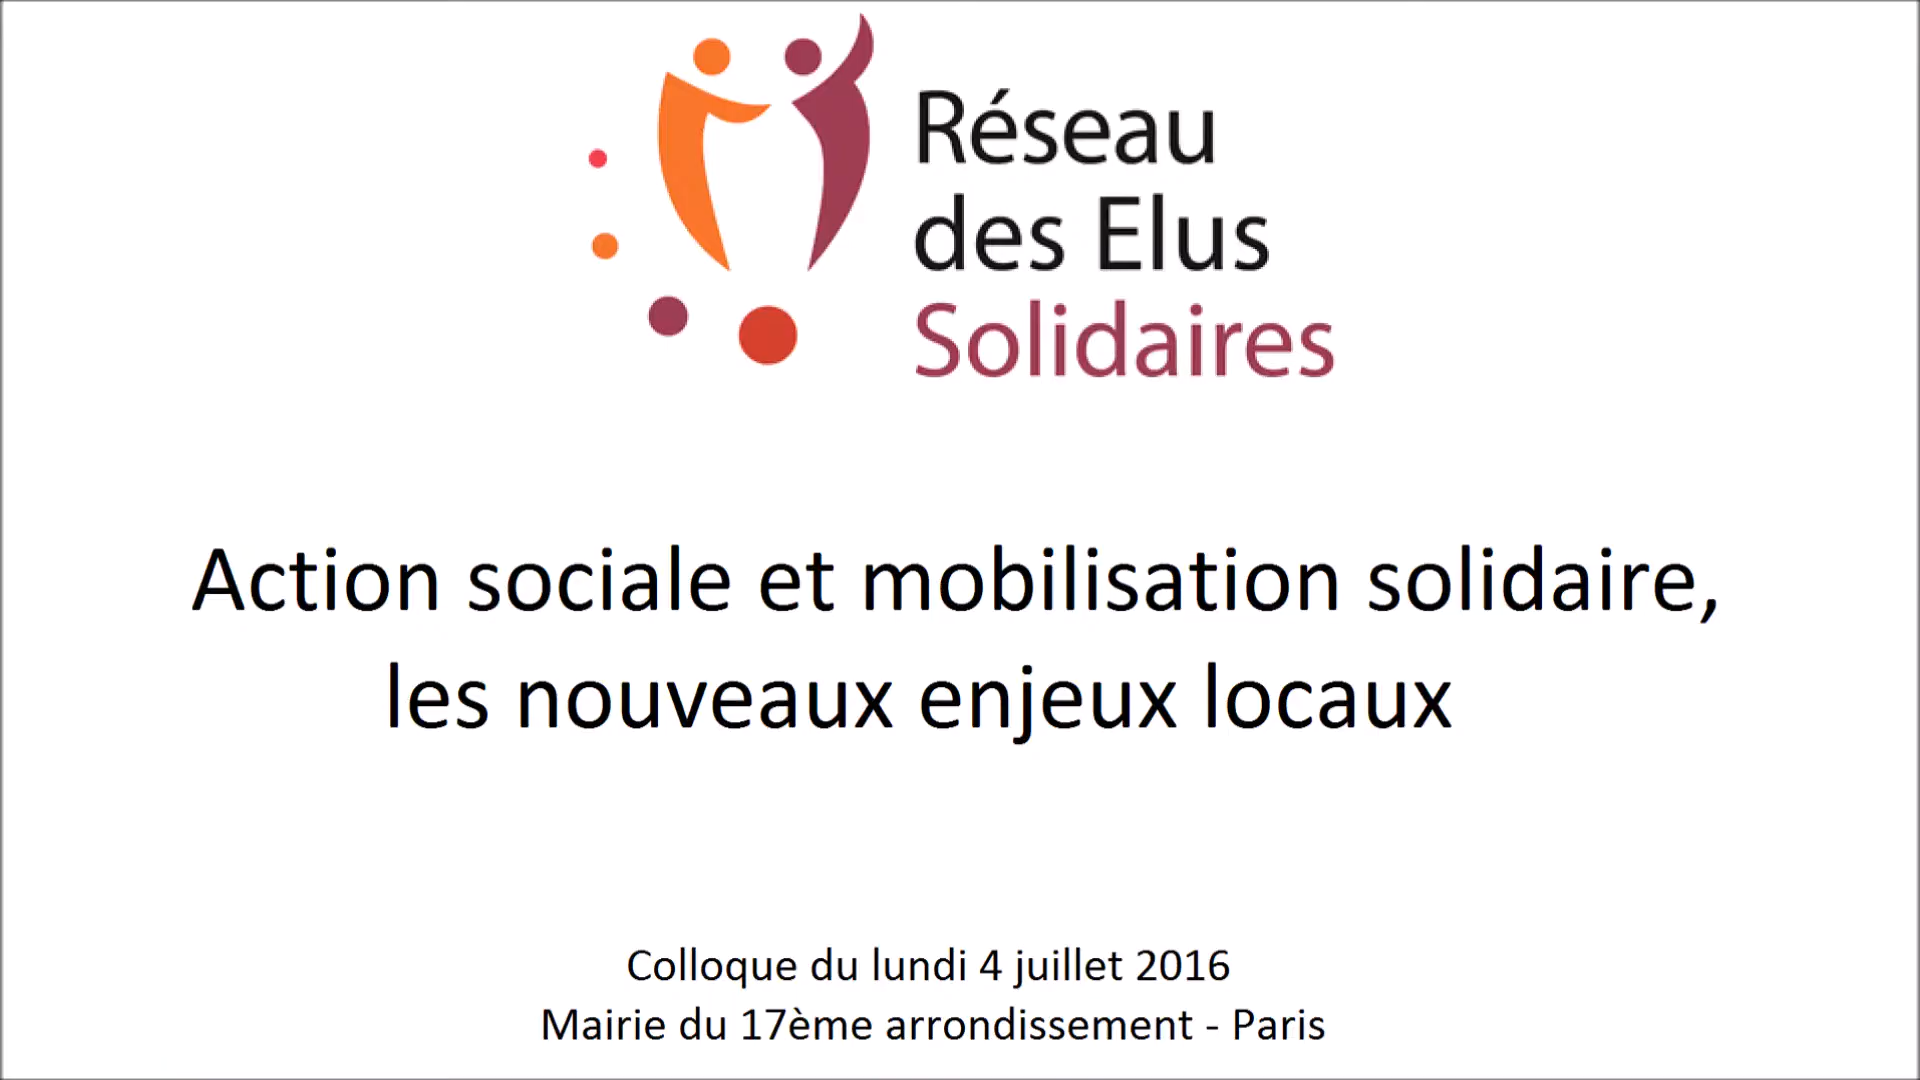 Réseau
des Elus
Solidaires
Action sociale et mobilisation solidaire,
les nouveaux enjeux locaux
Colloque du lundi 4 juillet 2016
Mairie du 17ème arrondissement - Paris